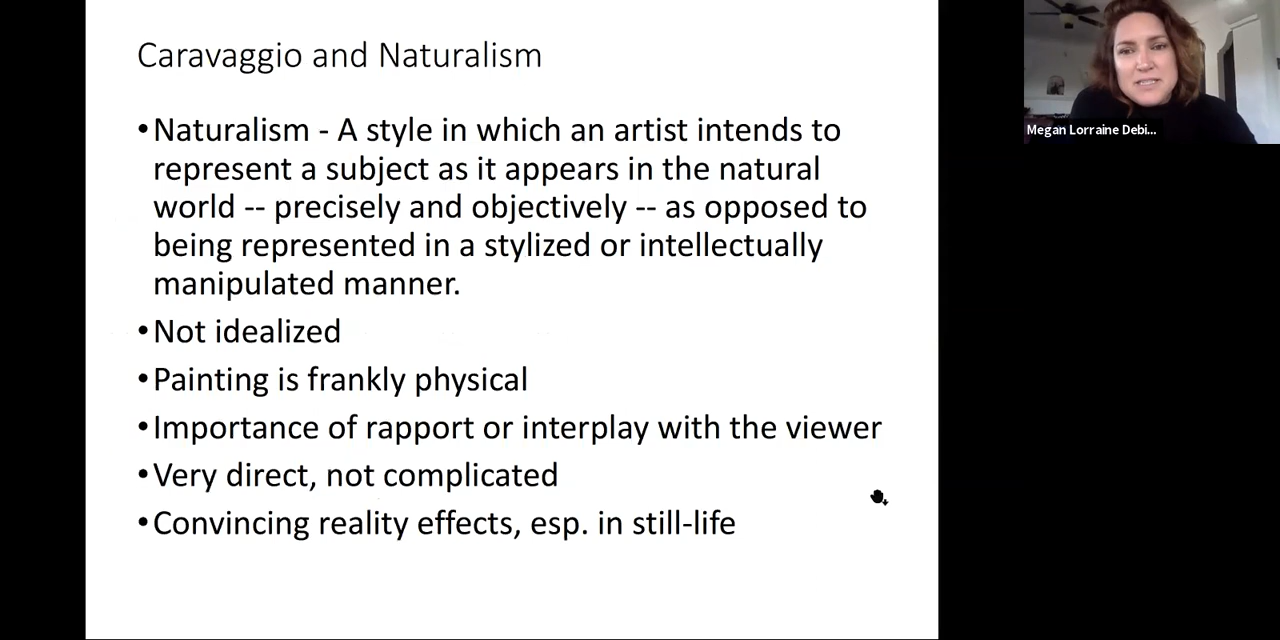 Caravaggio and Naturalism
•Naturalism - A style in which an artist intends to
represent a subject as it appears in the natural
world -- precisely and objectively -- as opposed to
being represented in a stylized or intellectually
manipulated manner.
•Not idealized
•Painting is frankly physical
•Importance of rapport or interplay with the viewer
•Very direct, not complicated
•Convincing reality effects, esp. in still-life
Megan Lorraine Debi...